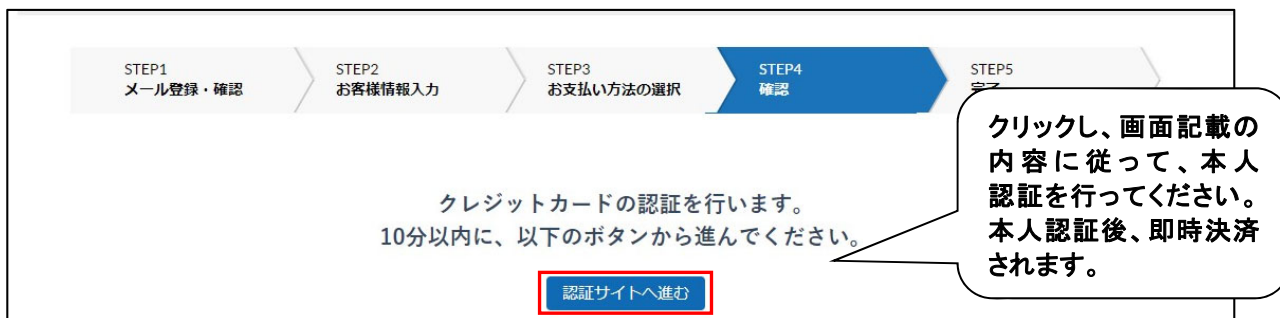 STEP1
メール登録・確認
STEP2
お客様情報入力
STEP3
お支払い方法の選択
STEP4
確認
STEP5
完了
クリックし、画面記載の
内容に従って、本人
認証を行ってください。
本人認証後、即時決済
されます。
クレジットカードの認証を行います。
10分以内に、以下のボタンから進んでください。
認証サイトへ進む